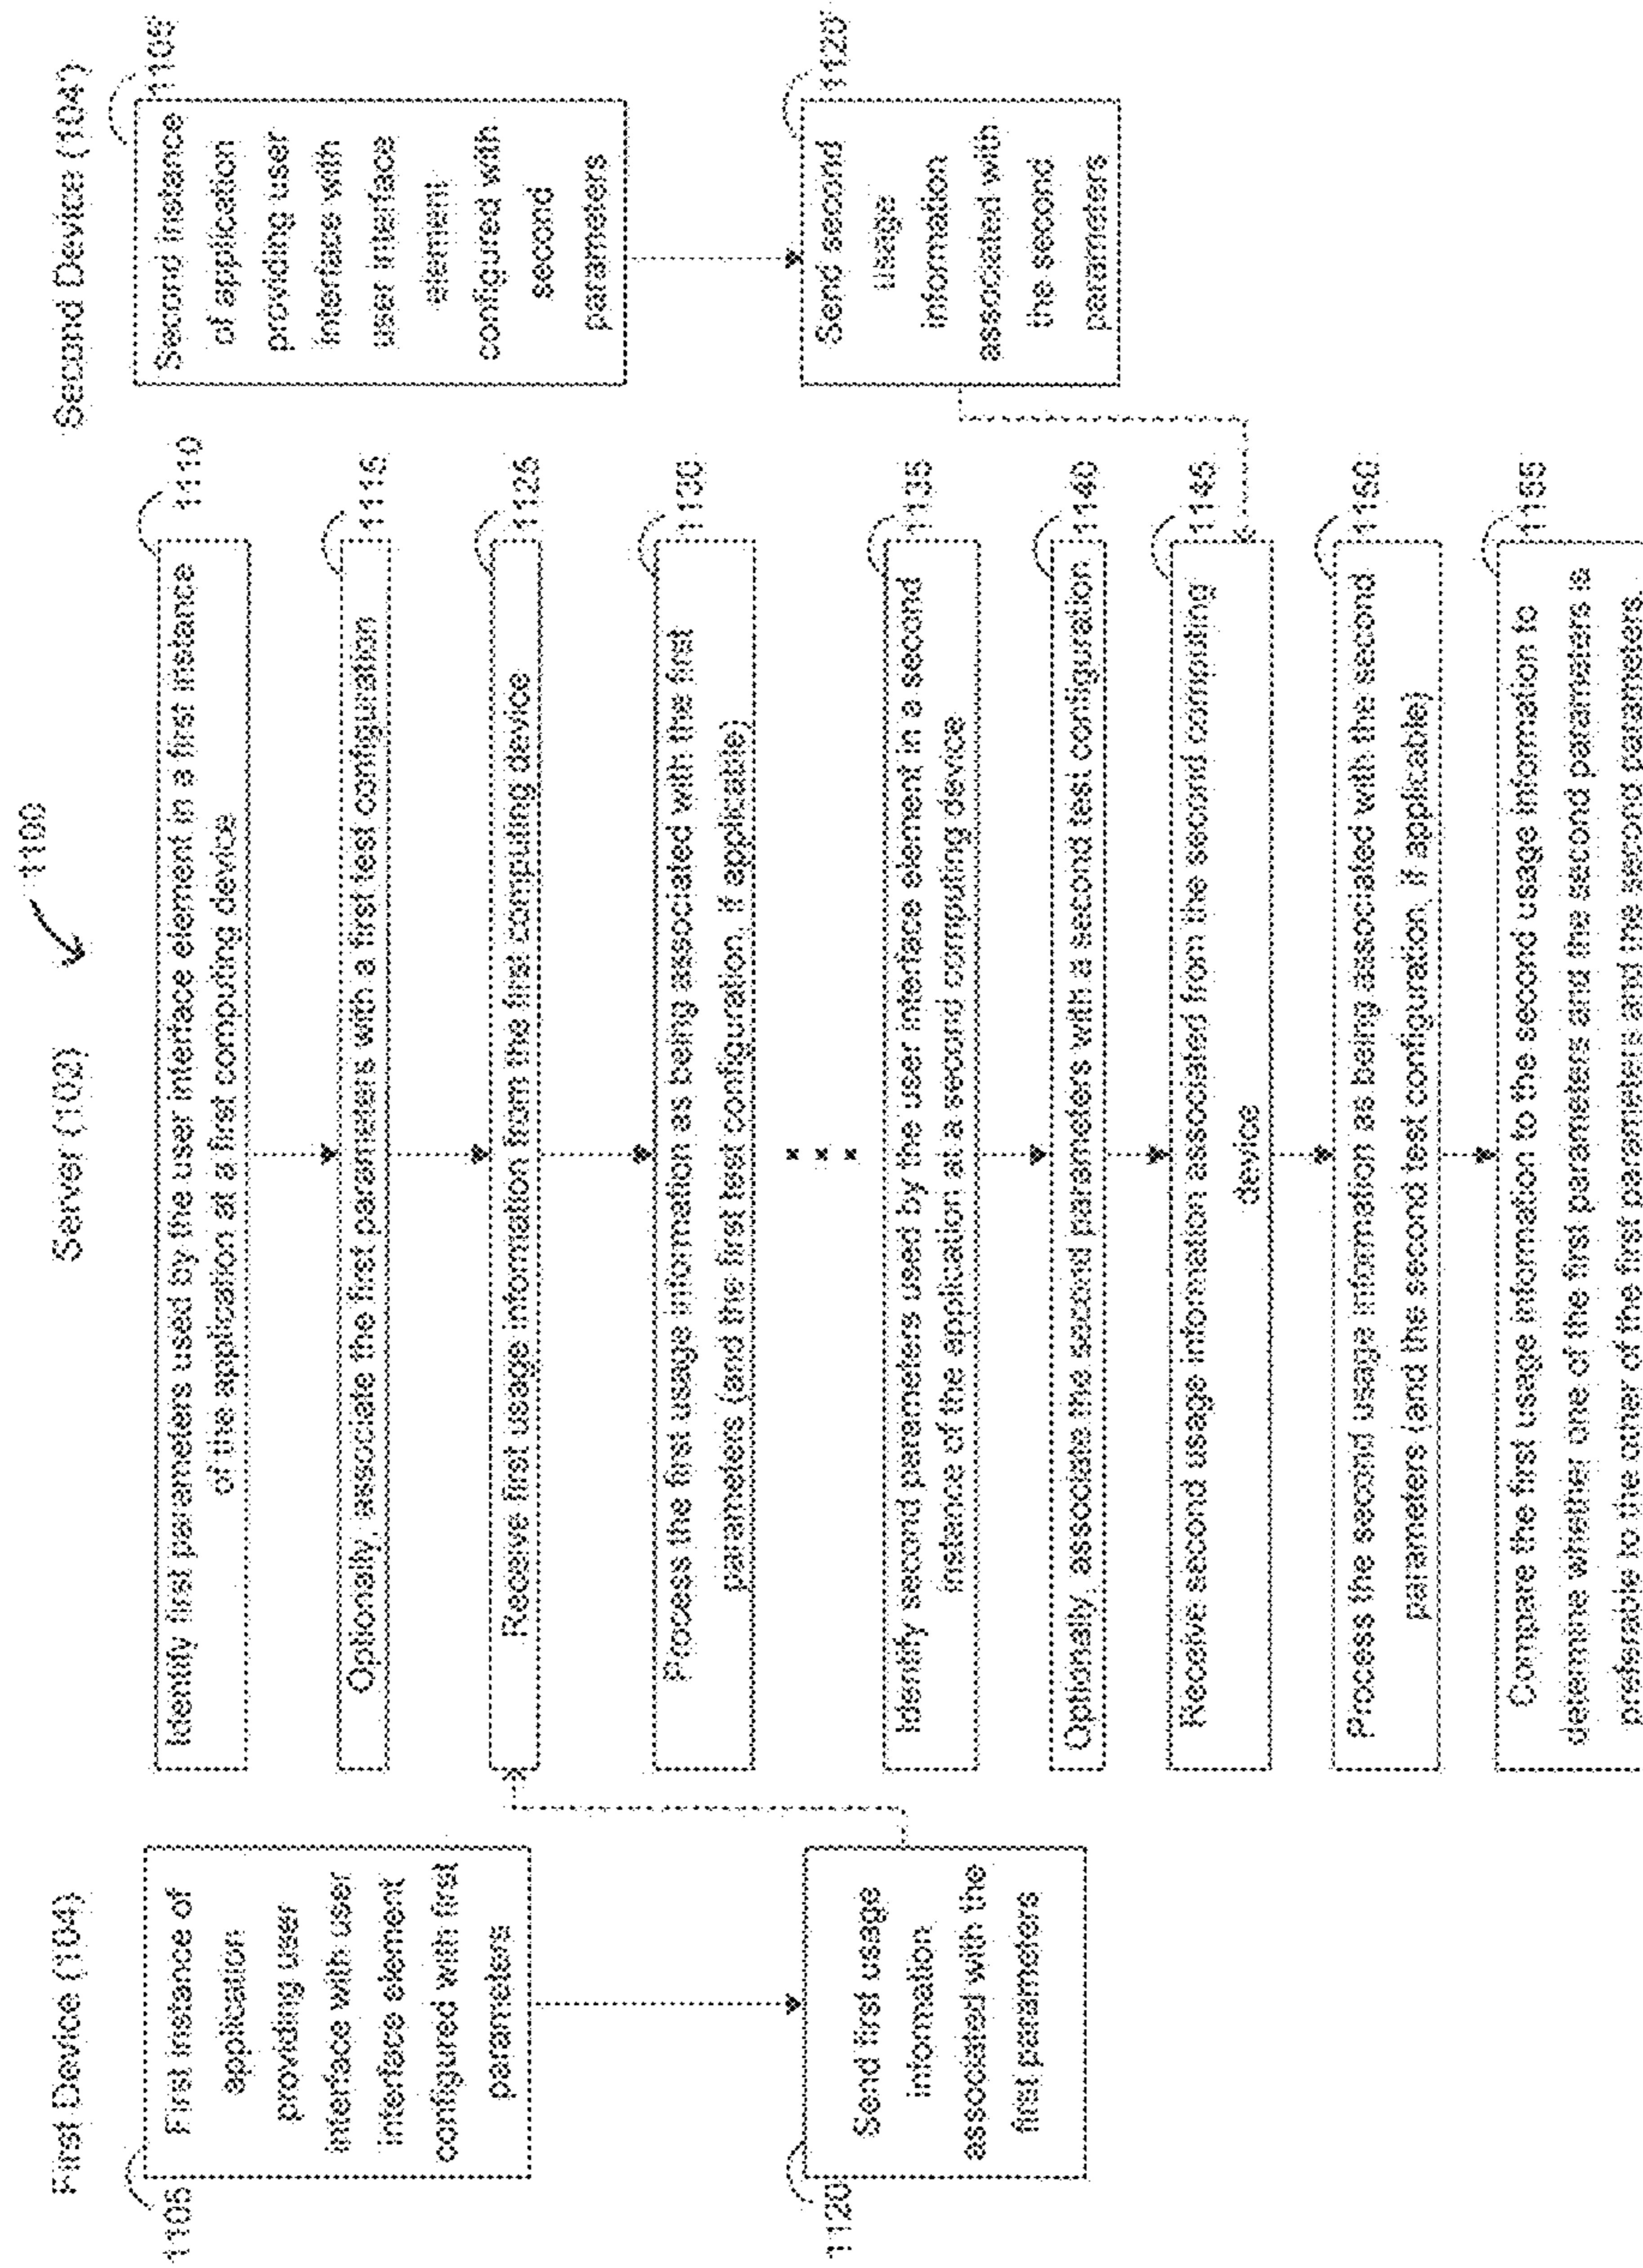 1100
First Device (104)
Server (102)
Second Device (104')
1105
First instance of
application
providing user
interface with user
interface element
configured with first
parameters
1120
Send first usage
information
associated with the
first parameters
1110
Identify first parameters used by the user interface element in a first instance
of the application at a first computing device
1115
Optionally, associate the first parameters with a first test configuration
1125
Receive first usage information from the first computing device
1130
Process the first usage information as being associated with the first
parameters (and the first test configuration, if applicable)
...
1135
Identify second parameters used by the user interface element in a second
instance of the application at a second computing device
1140
Optionally, associate the second parameters with a second test configuration.
1145
Receive second usage information associated from the second computing
device
1150
Process the second usage information as being associated with the second
parameters (and the second test configuration, if applicable)
1155
Compare the first usage information to the second usage information to
determine whether one of the first parameters and the second parameters is
preferable to the other of the first parameters and the second parameters.
1105'
Second instance
of application
providing user
interface with
user interface
element
configured with
second
parameters
1120'
Send second
usage
information
associated with
the second
parameters